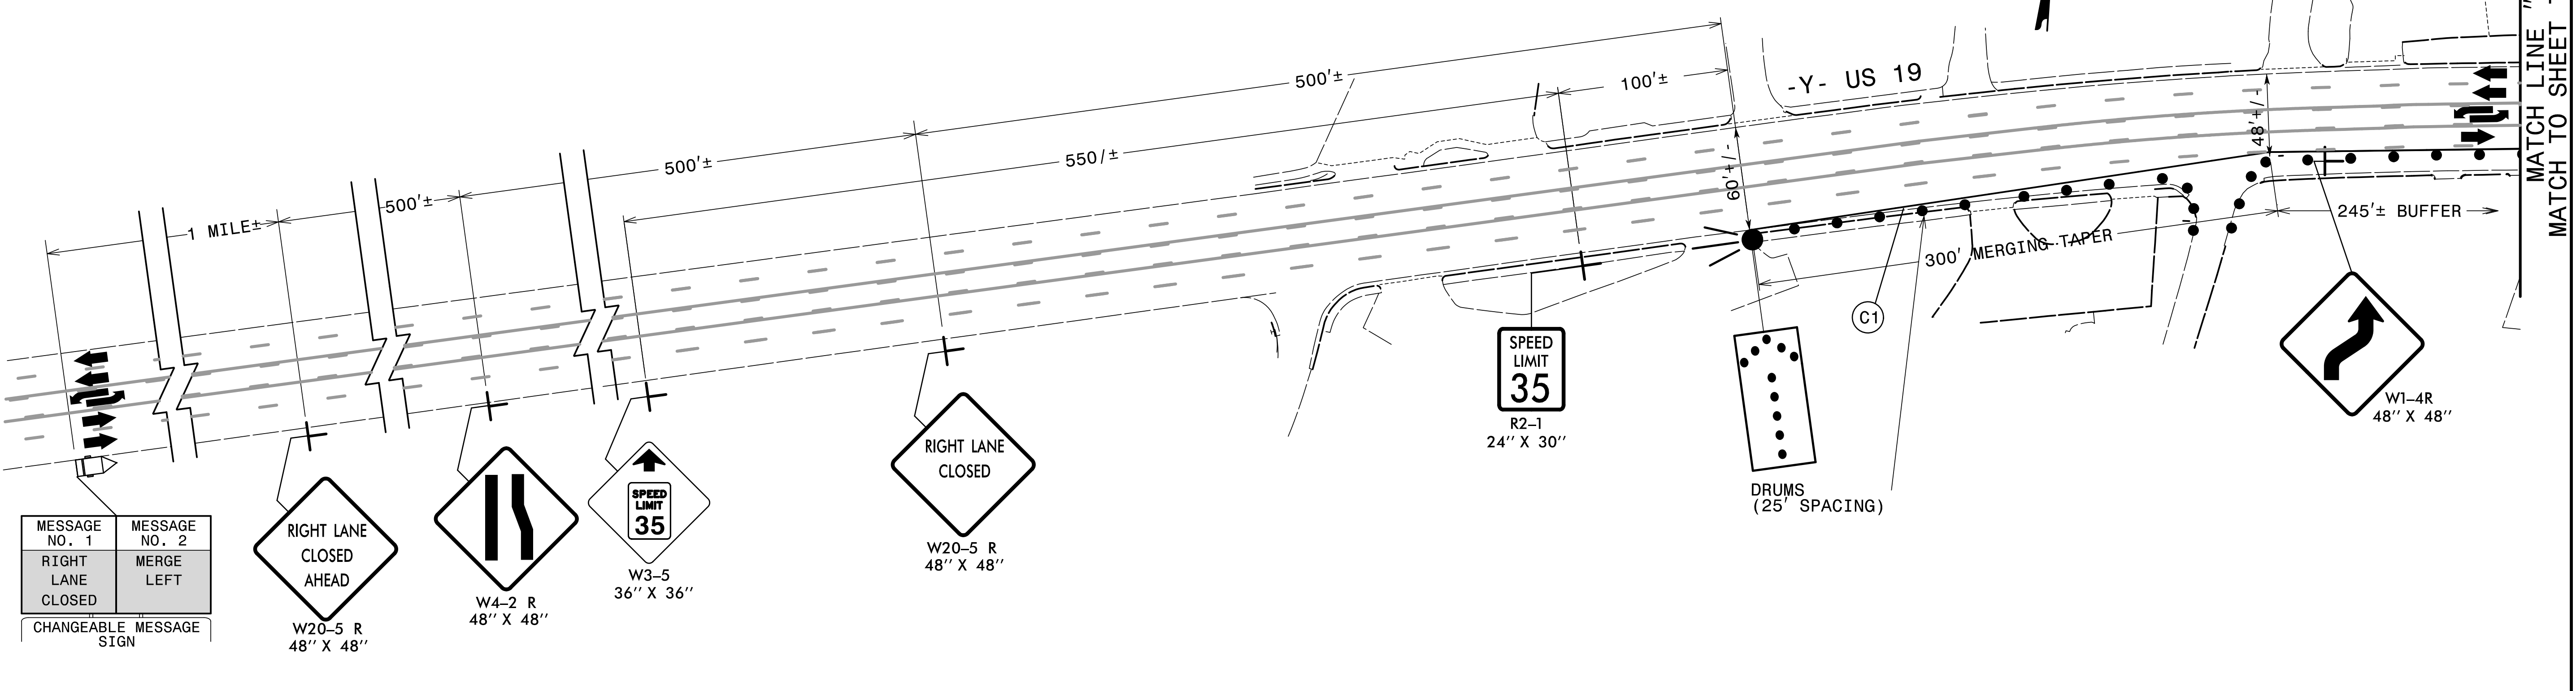 500′±
100′±
-Y- US 19
550/±
500′±
500′±
1 MILE±
60′+/-
48′+/-
300′ MERGING TAPER
245′± BUFFER
C1
MATCH LINE "
MATCH TO SHEET
SPEED
LIMIT
35
R2–1
24″ X 30″
W1–4R
48″ X 48″
DRUMS
(25′ SPACING)
RIGHT LANE
CLOSED
W20–5 R
48″ X 48″
SPEED
LIMIT
35
W3–5
36″ X 36″
W4–2 R
48″ X 48″
RIGHT LANE
CLOSED
AHEAD
W20–5 R
48″ X 48″
MESSAGE NO. 1
MESSAGE NO. 2
RIGHT
LANE
CLOSED
MERGE
LEFT
CHANGEABLE MESSAGE
SIGN